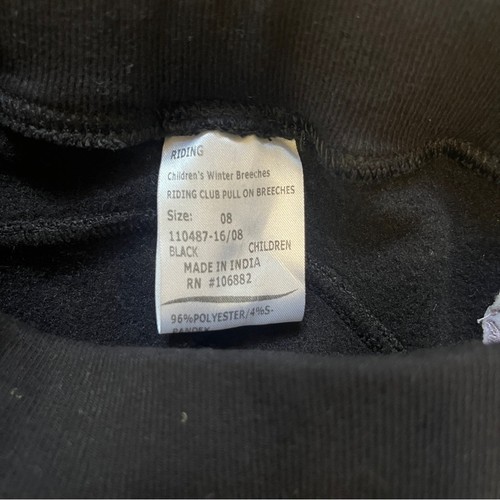 RIDING
Children's Winter Breeches
RIDING CLUB PULL ON BREECHES
Size: 08
110487-16/08
BLACK CHILDREN
MADE IN INDIA
RN #106882
96%POLYESTER/4%S-
PANDEX